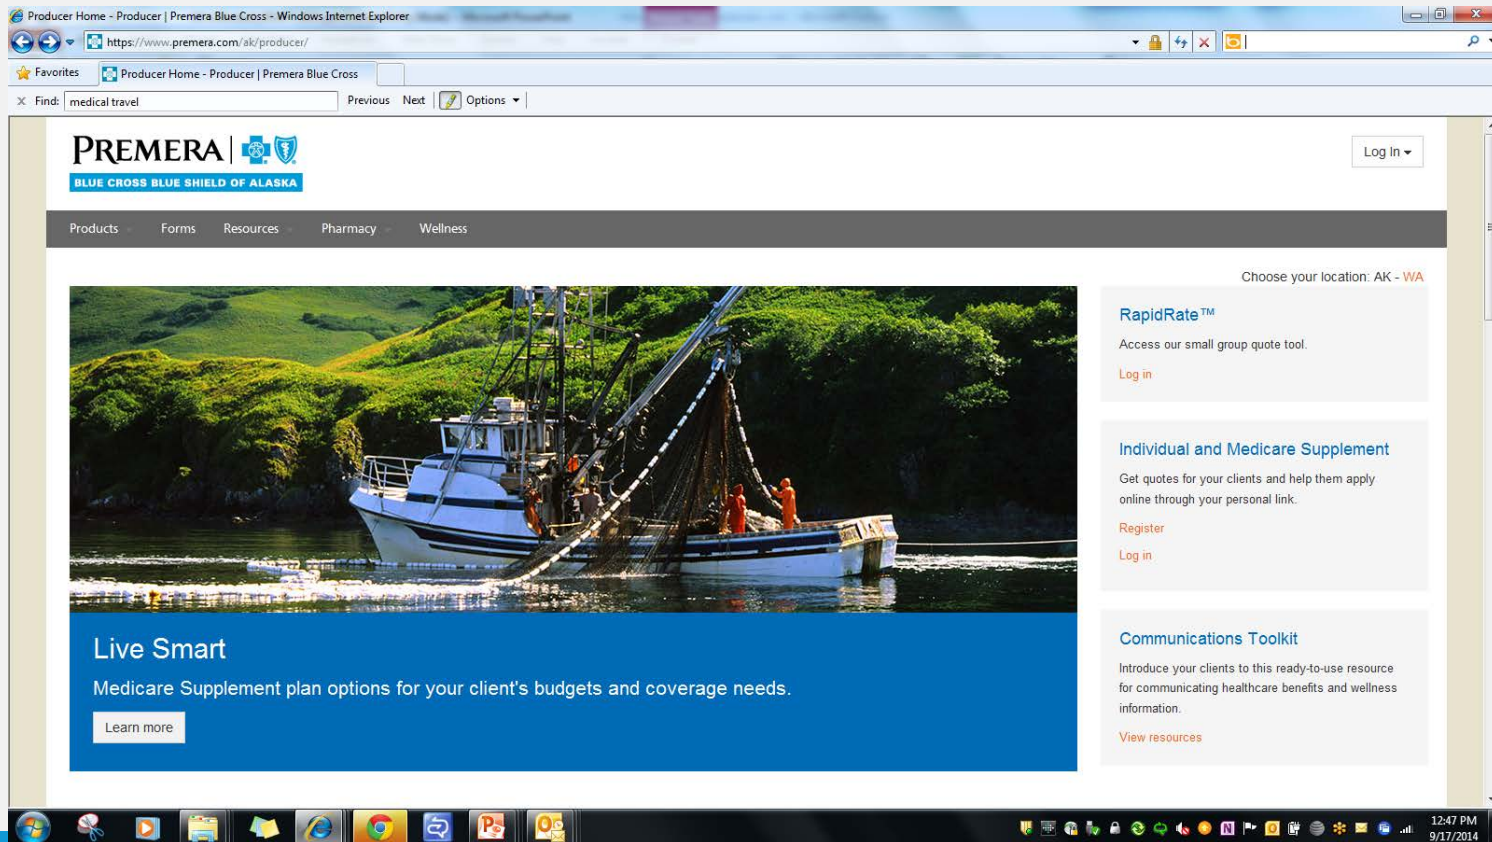 Producer Home - Producer | Premera Blue Cross - Windows Internet Explorer
https://www.premera.com/ak/producer/
Favorites
Producer Home - Producer | Premera Blue Cross
x Find: medical travel Previous Next Options
PREMERA
BLUE CROSS BLUE SHIELD OF ALASKA
Log In
Products Forms Resources Pharmacy Wellness
Choose your location: AK - WA
RapidRate™
Access our small group quote tool.
Log in
Individual and Medicare Supplement
Get quotes for your clients and help them apply
online through your personal link.
Register
Log in
Live Smart
Medicare Supplement plan options for your client's budgets and coverage needs.
Learn more
Communications Toolkit
Introduce your clients to this ready-to-use resource
for communicating healthcare benefits and wellness
information.
View resources
12:47 PM
9/17/2014